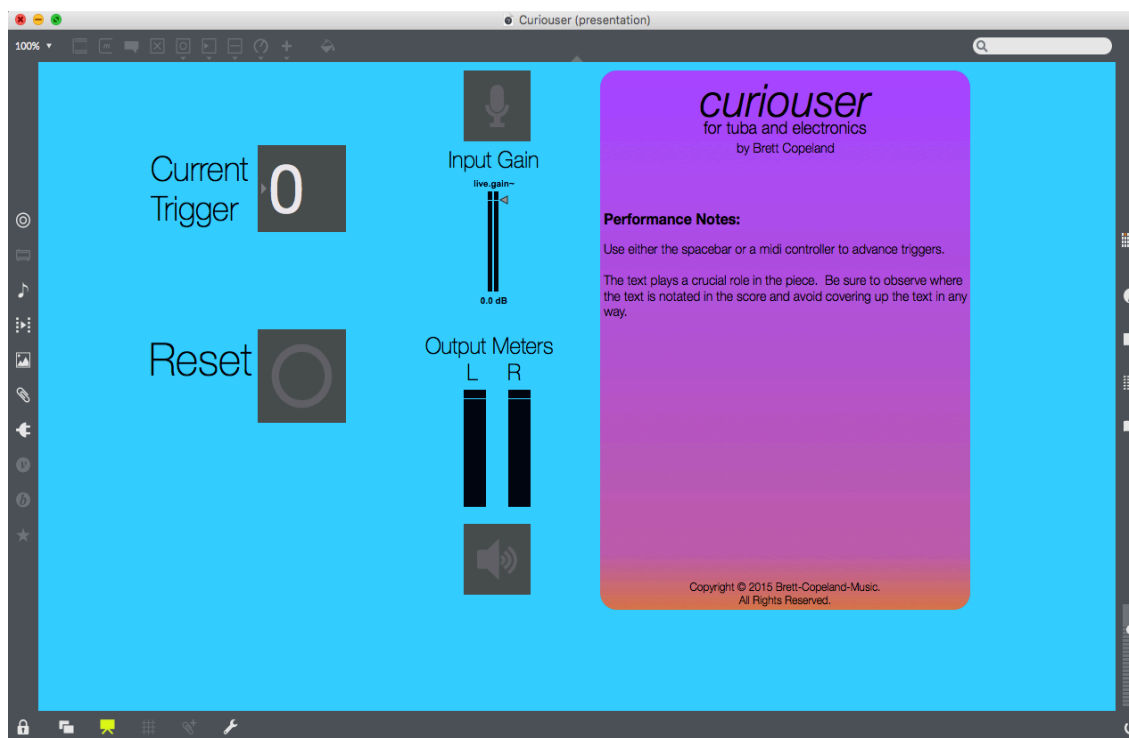 Curiouser (presentation)
100%
Current
Trigger
0
Reset
Input Gain
live.gain~
0.0 dB
Output Meters
L R
curiouser
for tuba and electronics
by Brett Copeland
Performance Notes:
Use either the spacebar or a midi controller to advance triggers.
The text plays a crucial role in the piece. Be sure to observe where
the text is notated in the score and avoid covering up the text in any
way.
Copyright © 2015 Brett-Copeland-Music.
All Rights Reserved.